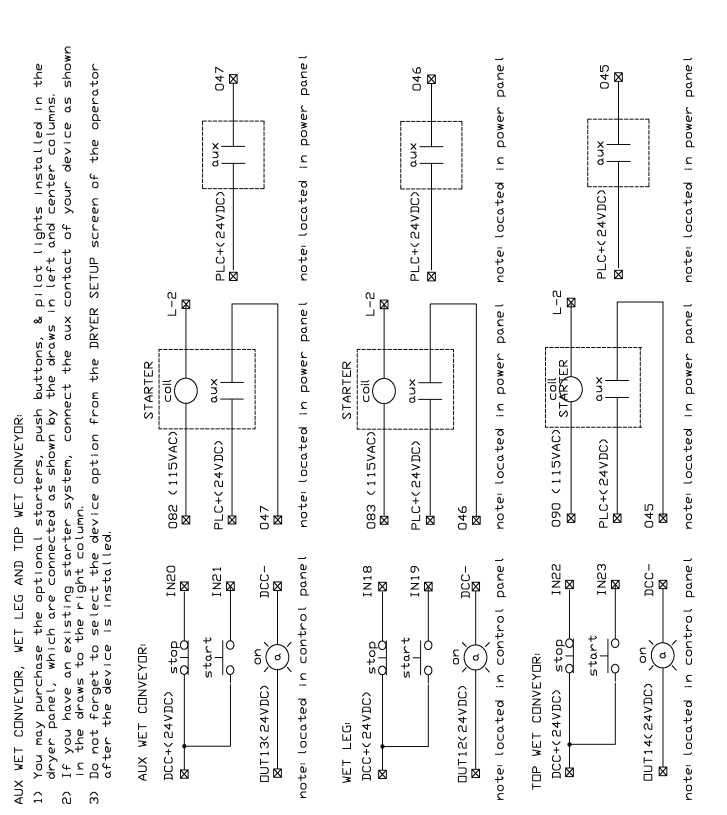 AUX WET CONVEYOR, WET LEG AND TOP WET CONVEYOR:
1) You may purchase the optional starters, push buttons, & pilot lights installed in the
dryer panel, which are connected as shown by the draws in left and center columns.
2) If you have an existing starter system, connect the aux contact of your device as shown
in the draws to the right column.
3) Do not forget to select the device option from the DRYER SETUP screen of the operator
after the device is installed.
AUX WET CONVEYOR:
DCC+(24VDC)
stop
IN20
start
IN21
OUT13(24VDC)
on
a
DCC-
note: located in control panel
STARTER
082 (115VAC)
coil
L-2
PLC+(24VDC)
aux
047
note: located in power panel
PLC+(24VDC)
aux
047
note: located in power panel
WET LEG:
DCC+(24VDC)
stop
IN18
start
IN19
OUT12(24VDC)
on
a
DCC-
note: located in control panel
STARTER
083 (115VAC)
coil
L-2
PLC+(24VDC)
aux
046
note: located in power panel
PLC+(24VDC)
aux
046
note: located in power panel
TOP WET CONVEYOR:
DCC+(24VDC)
stop
IN22
start
IN23
OUT14(24VDC)
on
a
DCC-
note: located in control panel
090 (115VAC)
coil
STARTER
L-2
PLC+(24VDC)
aux
045
note: located in power panel
PLC+(24VDC)
aux
045
note: located in power panel